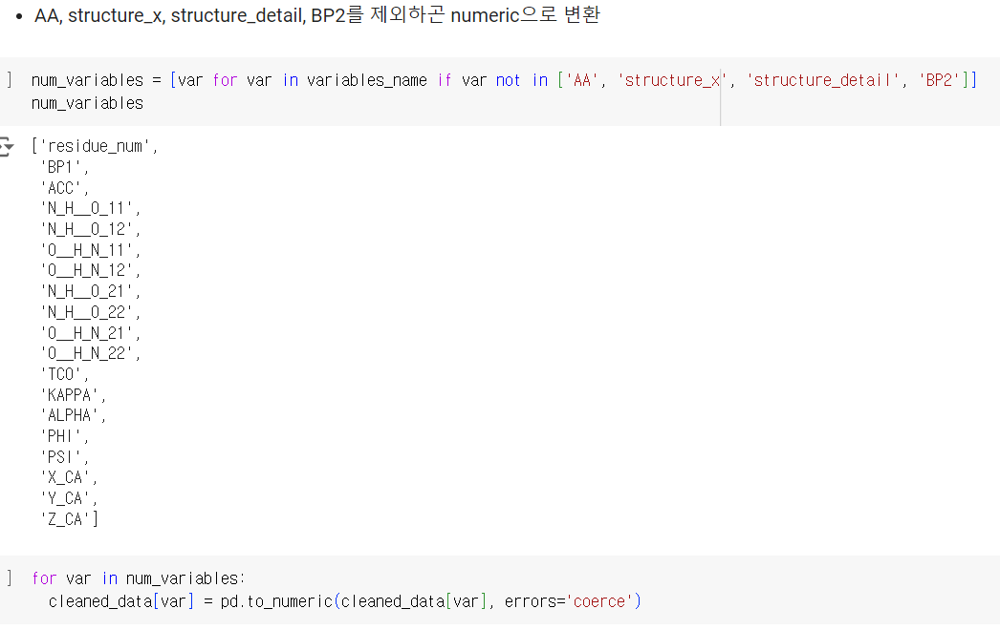 AA, structure_x, structure_detail, BP2를 제외하곤 numeric으로 변환
] num_variables = [var for var in variables_name if var not in ['AA', 'structure_x', 'structure_detail', 'BP2']]
num_variables
['residue_num',
'BP1',
'ACC',
'N_H__O_11',
'N_H__O_12',
'O__H_N_11',
'O__H_N_12',
'N_H__O_21',
'N_H__O_22',
'O__H_N_21',
'O__H_N_22',
'TCO',
'KAPPA',
'ALPHA',
'PHI',
'PSI',
'X_CA',
'Y_CA',
'Z_CA']
] for var in num_variables:
cleaned_data[var] = pd.to_numeric(cleaned_data[var], errors='coerce')